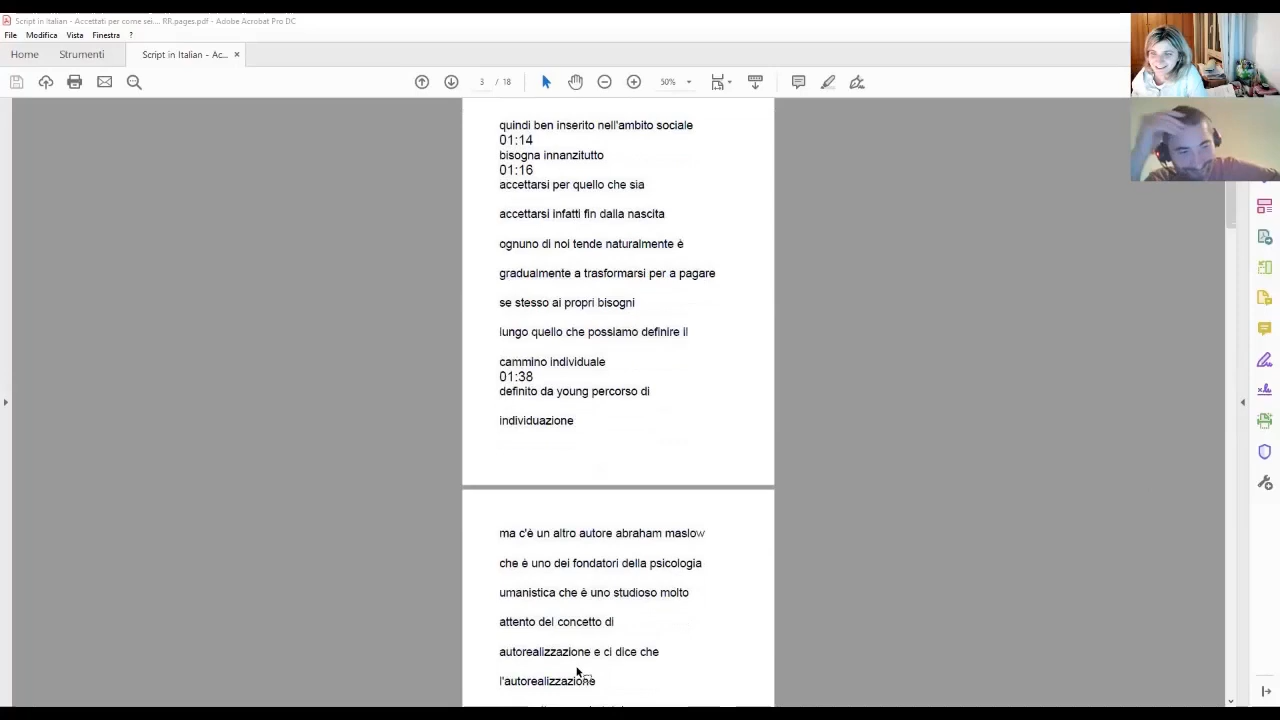 Script in Italian - Accettati per come sei.... RR.pages.pdf - Adobe Acrobat Pro DC
File Modifica Vista Finestra ?
Home Strumenti Script in Italian - Ac... ×
3 / 18 50%
quindi ben inserito nell'ambito sociale
01:14
bisogna innanzitutto
01:16
accettarsi per quello che sia
accettarsi infatti fin dalla nascita
ognuno di noi tende naturalmente è
gradualmente a trasformarsi per a pagare
se stesso ai propri bisogni
lungo quello che possiamo definire il
cammino individuale
01:38
definito da young percorso di
individuazione
ma c'è un altro autore abraham maslow
che è uno dei fondatori della psicologia
umanistica che è uno studioso molto
attento del concetto di
autorealizzazione e ci dice che
l'autorealizzazione